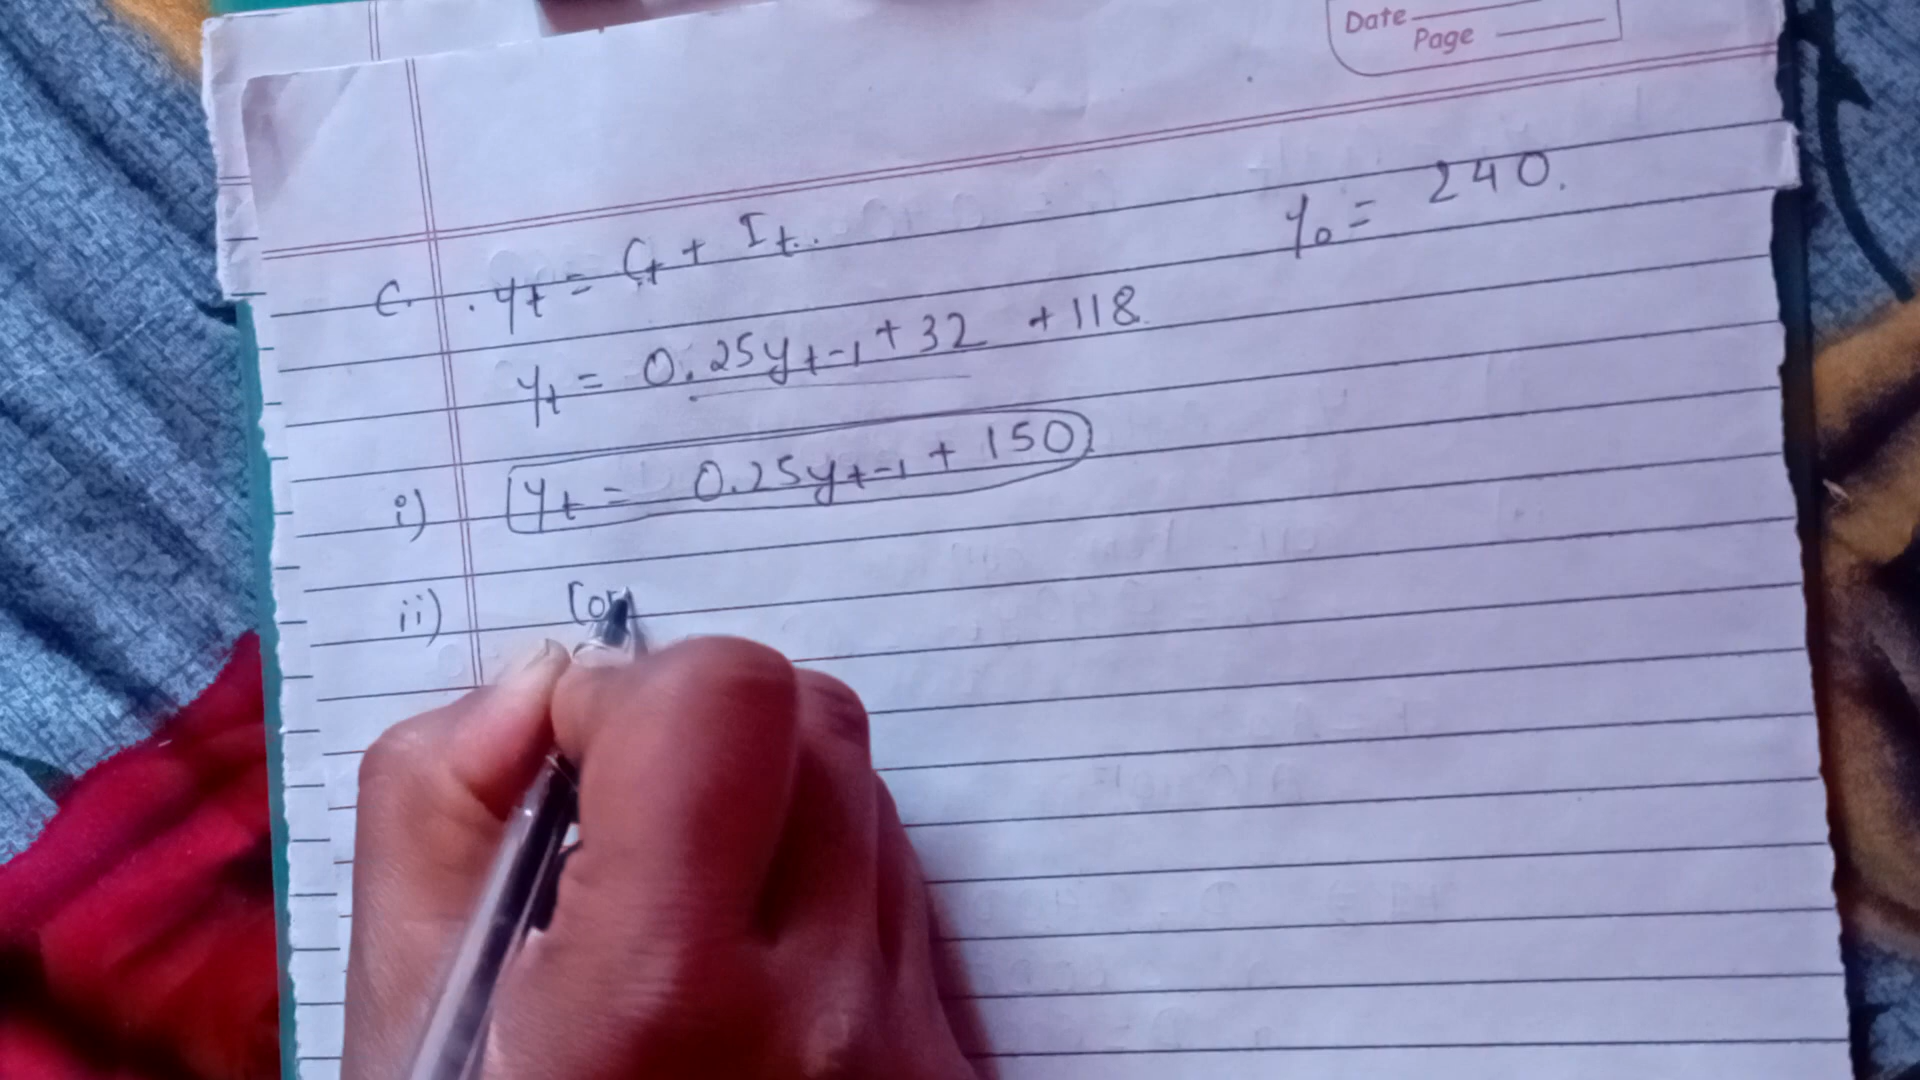 Date
Page
y₀ = 240.
c. . yₜ = Cₜ + Iₜ..
yₜ = 0.25yₜ₋₁ + 32 + 118.
i) yₜ = 0.25yₜ₋₁ + 150
ii)